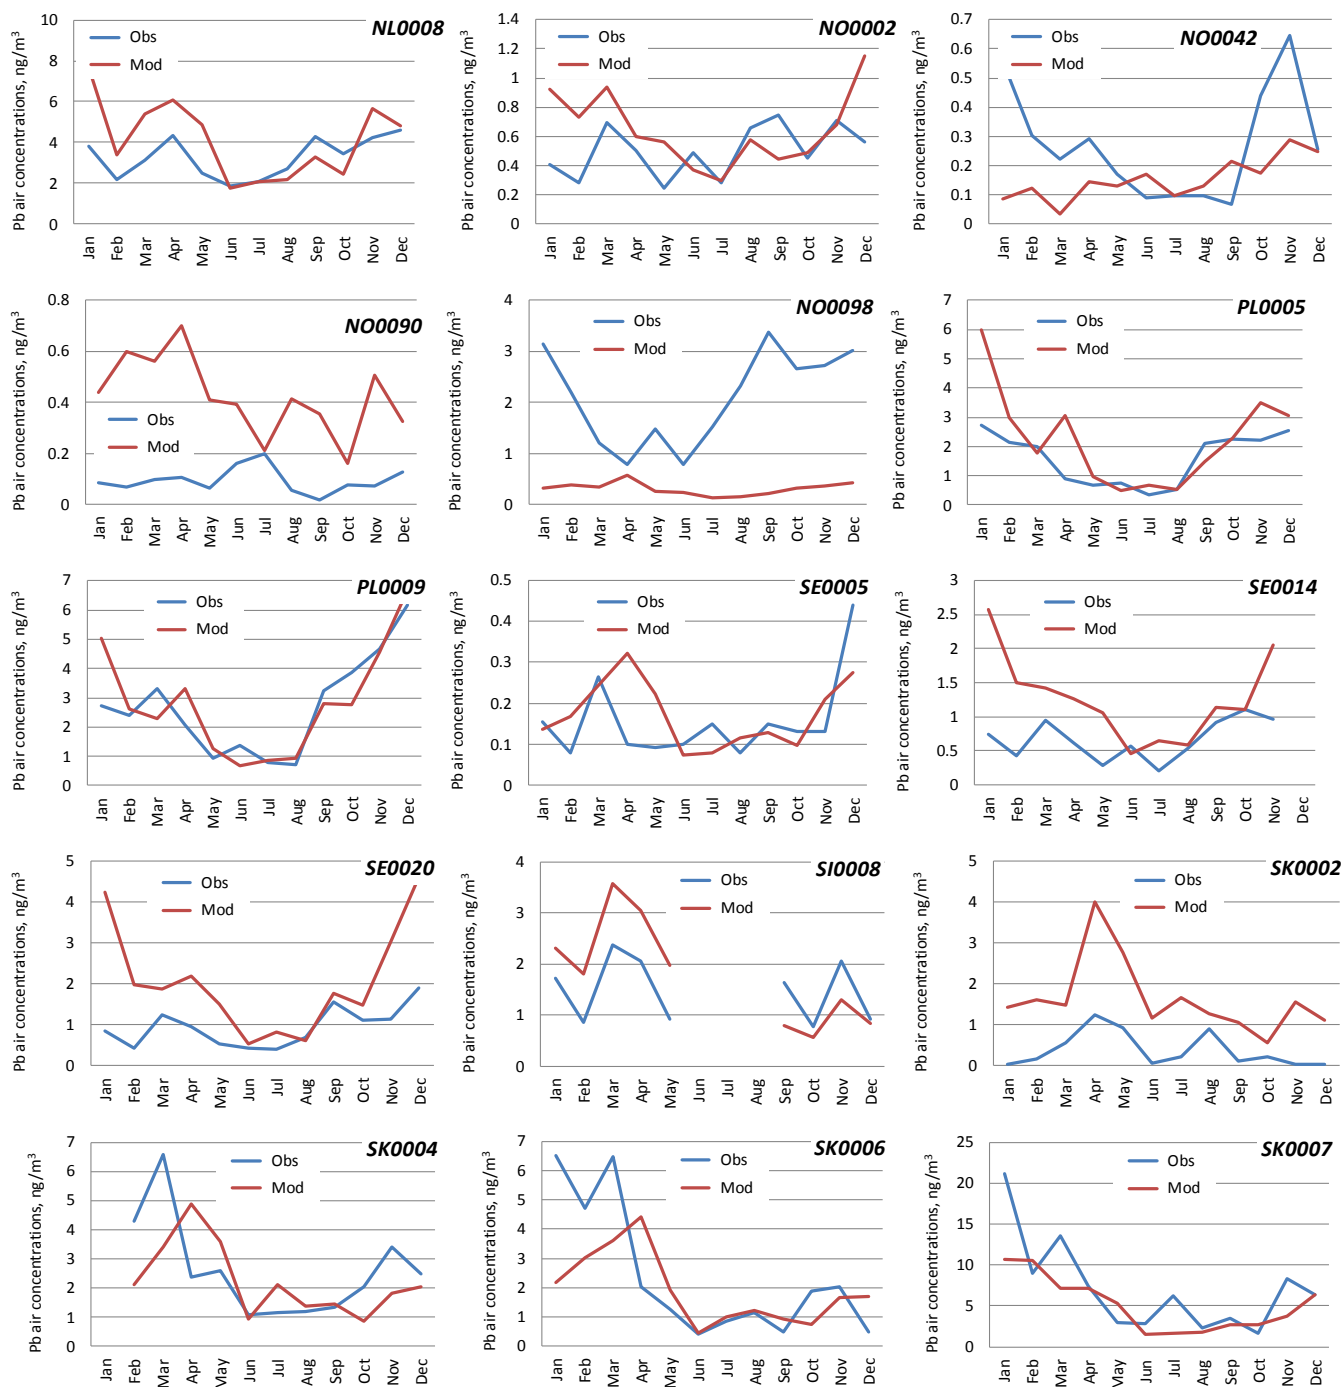 NL0008
Pb air concentrations, ng/m³
10
8
6
4
2
0
Obs
Mod
Jan Feb Mar Apr May Jun Jul Aug Sep Oct Nov Dec
NO0002
Pb air concentrations, ng/m³
1.4
1.2
1
0.8
0.6
0.4
0.2
0
Obs
Mod
Jan Feb Mar Apr May Jun Jul Aug Sep Oct Nov Dec
NO0042
Pb air concentrations, ng/m³
0.7
0.6
0.5
0.4
0.3
0.2
0.1
0
Obs
Mod
Jan Feb Mar Apr May Jun Jul Aug Sep Oct Nov Dec
NO0090
Pb air concentrations, ng/m³
0.8
0.6
0.4
0.2
0
Obs
Mod
Jan Feb Mar Apr May Jun Jul Aug Sep Oct Nov Dec
NO0098
Pb air concentrations, ng/m³
4
3
2
1
0
Obs
Mod
Jan Feb Mar Apr May Jun Jul Aug Sep Oct Nov Dec
PL0005
Pb air concentrations, ng/m³
7
6
5
4
3
2
1
0
Obs
Mod
Jan Feb Mar Apr May Jun Jul Aug Sep Oct Nov Dec
PL0009
Pb air concentrations, ng/m³
7
6
5
4
3
2
1
0
Obs
Mod
Jan Feb Mar Apr May Jun Jul Aug Sep Oct Nov Dec
SE0005
Pb air concentrations, ng/m³
0.5
0.4
0.3
0.2
0.1
0
Obs
Mod
Jan Feb Mar Apr May Jun Jul Aug Sep Oct Nov Dec
SE0014
Pb air concentrations, ng/m³
3
2.5
2
1.5
1
0.5
0
Obs
Mod
Jan Feb Mar Apr May Jun Jul Aug Sep Oct Nov Dec
SE0020
Pb air concentrations, ng/m³
5
4
3
2
1
0
Obs
Mod
Jan Feb Mar Apr May Jun Jul Aug Sep Oct Nov Dec
SI0008
Pb air concentrations, ng/m³
4
3
2
1
0
Obs
Mod
Jan Feb Mar Apr May Jun Jul Aug Sep Oct Nov Dec
SK0002
Pb air concentrations, ng/m³
5
4
3
2
1
0
Obs
Mod
Jan Feb Mar Apr May Jun Jul Aug Sep Oct Nov Dec
SK0004
Pb air concentrations, ng/m³
7
6
5
4
3
2
1
0
Obs
Mod
Jan Feb Mar Apr May Jun Jul Aug Sep Oct Nov Dec
SK0006
Pb air concentrations, ng/m³
7
6
5
4
3
2
1
0
Obs
Mod
Jan Feb Mar Apr May Jun Jul Aug Sep Oct Nov Dec
SK0007
Pb air concentrations, ng/m³
25
20
15
10
5
0
Obs
Mod
Jan Feb Mar Apr May Jun Jul Aug Sep Oct Nov Dec